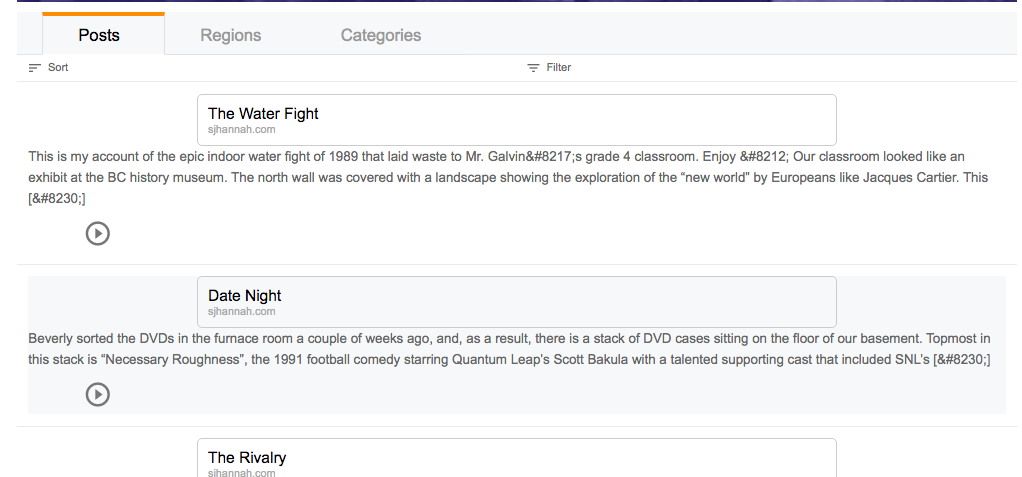 Posts Regions Categories
Sort Filter
The Water Fight
sjhannah.com
This is my account of the epic indoor water fight of 1989 that laid waste to Mr. Galvin&#8217;s grade 4 classroom. Enjoy &#8212; Our classroom looked like an
exhibit at the BC history museum. The north wall was covered with a landscape showing the exploration of the “new world” by Europeans like Jacques Cartier. This
[&#8230;]
Date Night
sjhannah.com
Beverly sorted the DVDs in the furnace room a couple of weeks ago, and, as a result, there is a stack of DVD cases sitting on the floor of our basement. Topmost in
this stack is “Necessary Roughness”, the 1991 football comedy starring Quantum Leap's Scott Bakula with a talented supporting cast that included SNL's [&#8230;]
The Rivalry
sjhannah.com